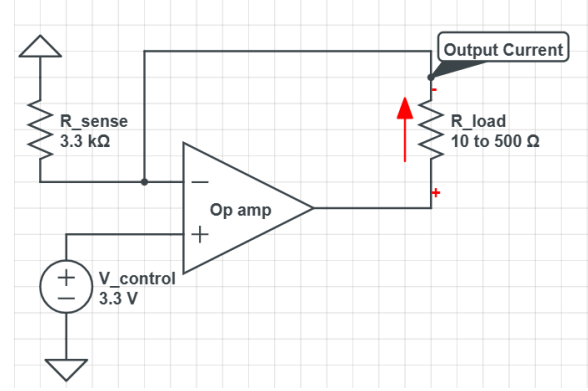 Output Current
R_sense
3.3 kΩ
-
R_load
10 to 500 Ω
+
−
Op amp
+
+
−
V_control
3.3 V